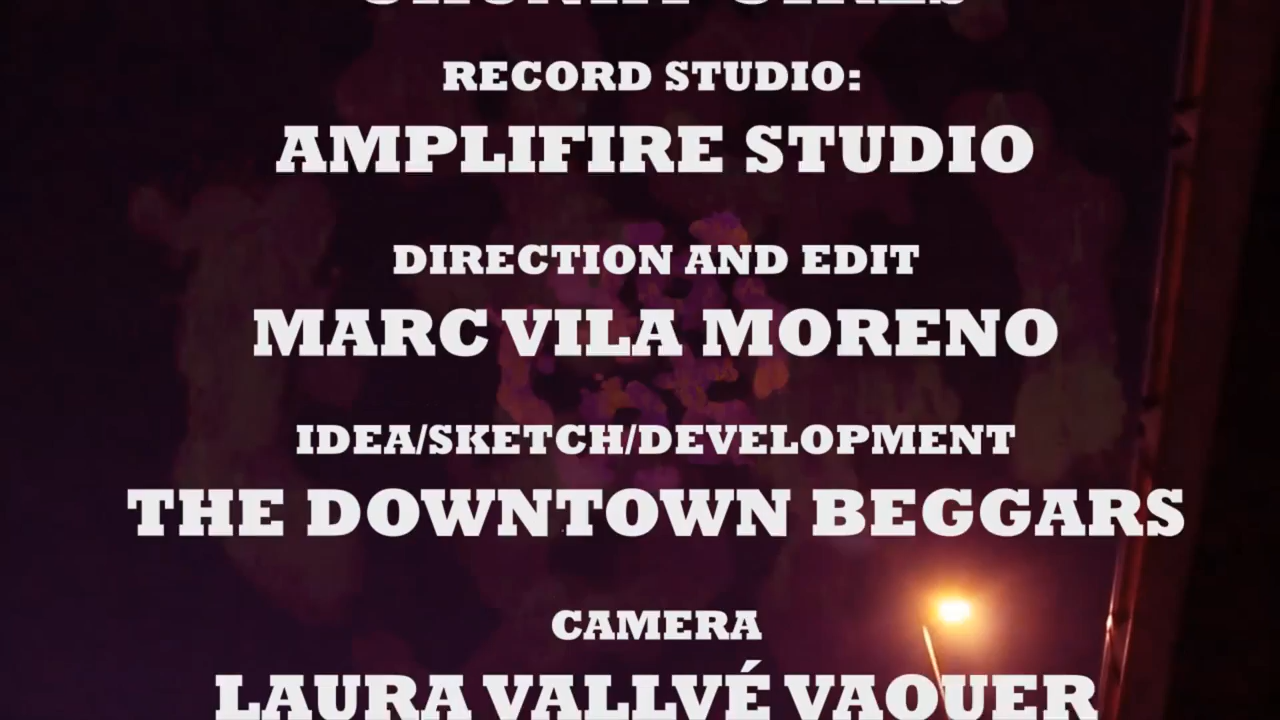 RECORD STUDIO:
AMPLIFIRE STUDIO
DIRECTION AND EDIT
MARC VILA MORENO
IDEA/SKETCH/DEVELOPMENT
THE DOWNTOWN BEGGARS
CAMERA
LAURA VALLVÉ VAQUER